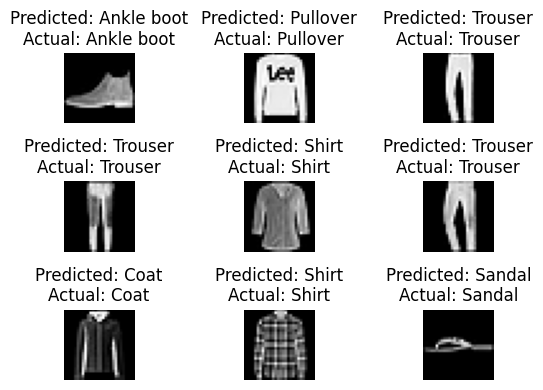 Predicted: Ankle boot
Actual: Ankle boot
Predicted: Pullover
Actual: Pullover
Predicted: Trouser
Actual: Trouser
Lee
Predicted: Trouser
Actual: Trouser
Predicted: Shirt
Actual: Shirt
Predicted: Trouser
Actual: Trouser
Predicted: Coat
Actual: Coat
Predicted: Shirt
Actual: Shirt
Predicted: Sandal
Actual: Sandal